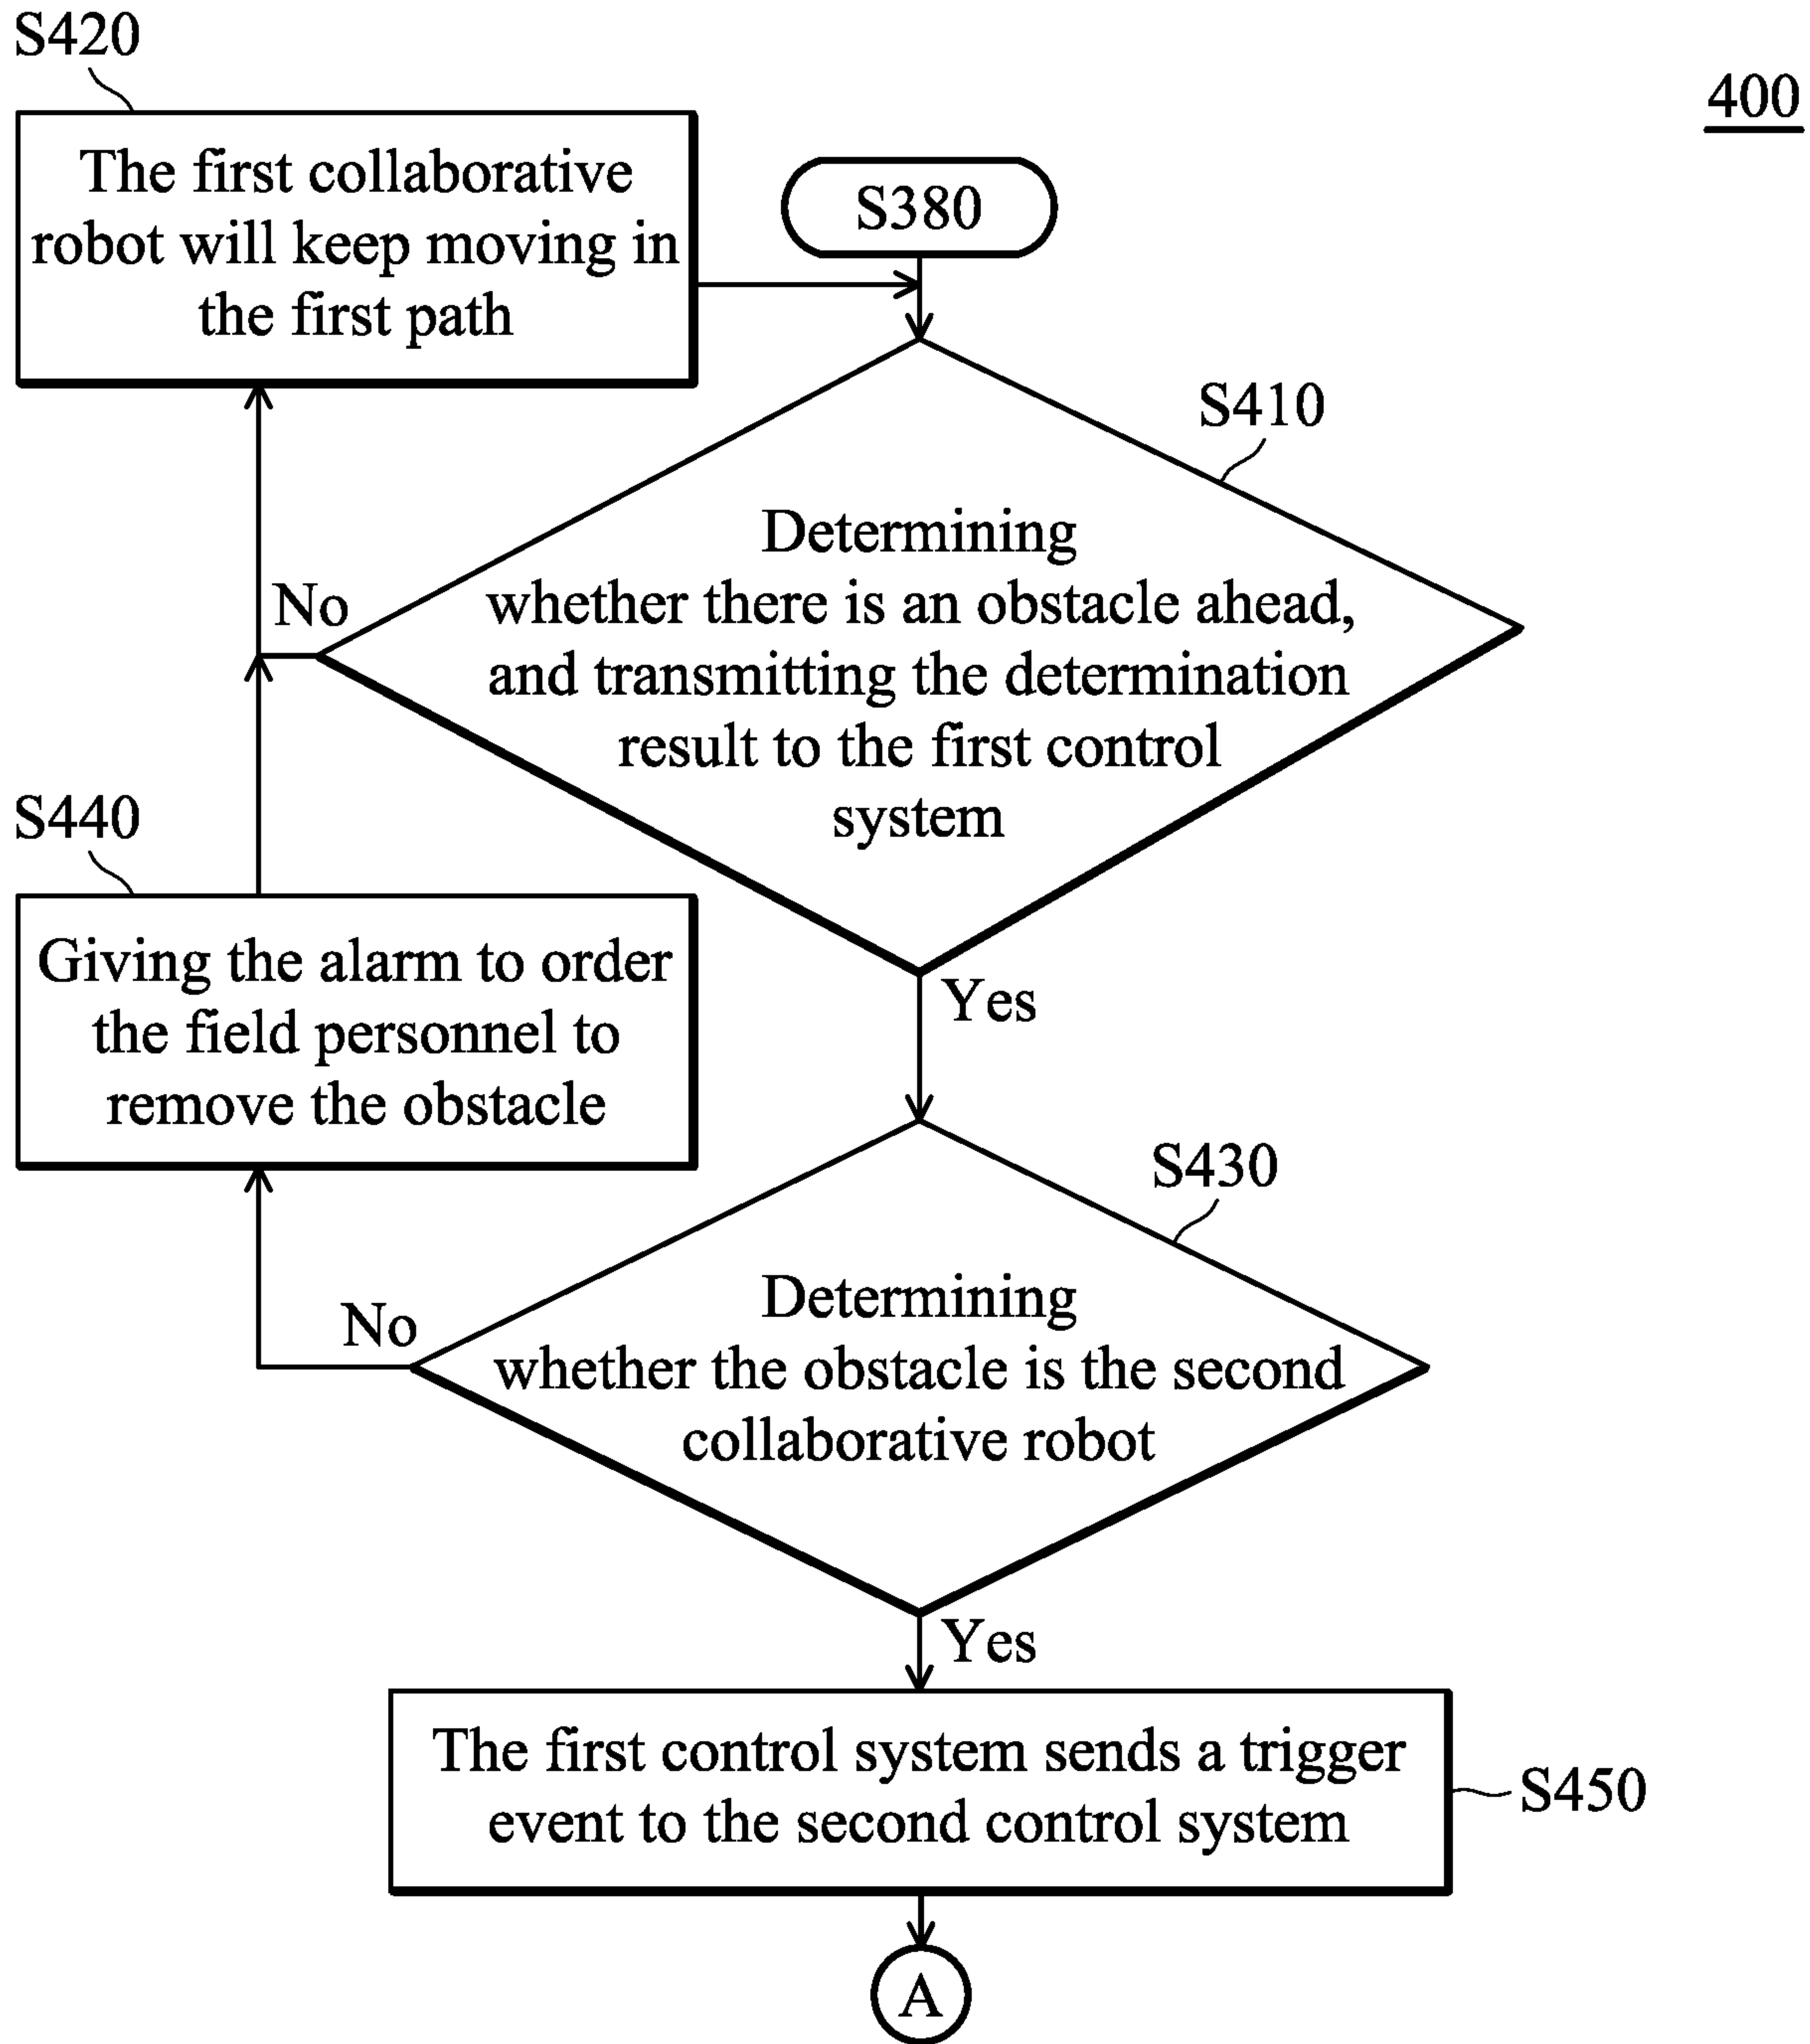 S420
400
The first collaborative
robot will keep moving in
the first path
S380
S410
Determining
whether there is an obstacle ahead,
and transmitting the determination
result to the first control
system
No
Yes
S440
Giving the alarm to order
the field personnel to
remove the obstacle
S430
Determining
whether the obstacle is the second
collaborative robot
No
Yes
The first control system sends a trigger
event to the second control system
S450
A